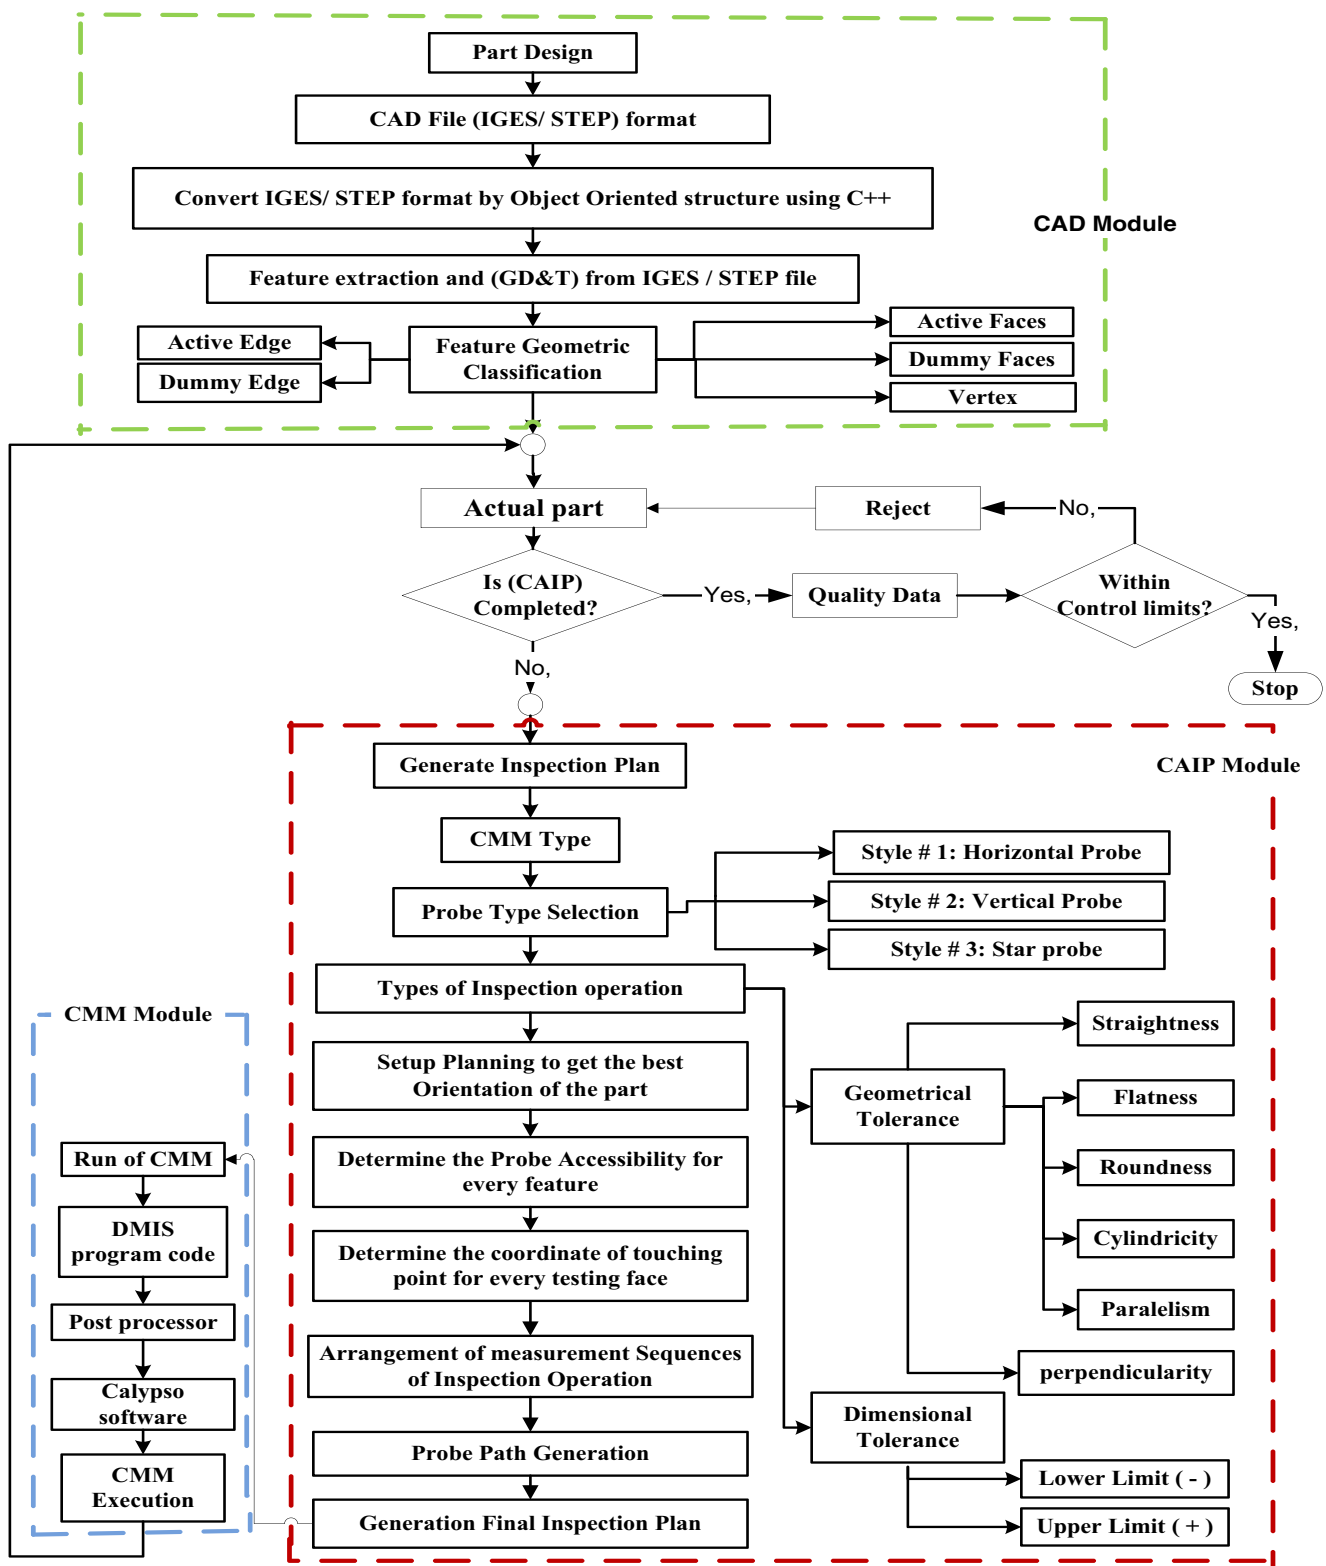 Part Design
CAD File (IGES/ STEP) format
Convert IGES/ STEP format by Object Oriented structure using C++
CAD Module
Feature extraction and (GD&T) from IGES / STEP file
Active Edge
Dummy Edge
Feature Geometric
Classification
Active Faces
Dummy Faces
Vertex
Actual part
Reject
No,
Is (CAIP)
Completed?
Yes,
Quality Data
Within
Control limits?
Yes,
No,
Stop
CAIP Module
Generate Inspection Plan
CMM Type
Probe Type Selection
Style # 1: Horizontal Probe
Style # 2: Vertical Probe
Style # 3: Star probe
Types of Inspection operation
Setup Planning to get the best
Orientation of the part
Determine the Probe Accessibility for
every feature
Determine the coordinate of touching
point for every testing face
Arrangement of measurement Sequences
of Inspection Operation
Probe Path Generation
Generation Final Inspection Plan
Geometrical
Tolerance
Straightness
Flatness
Roundness
Cylindricity
Paralelism
perpendicularity
Dimensional
Tolerance
Lower Limit ( - )
Upper Limit ( + )
CMM Module
Run of CMM
DMIS
program code
Post processor
Calypso
software
CMM
Execution